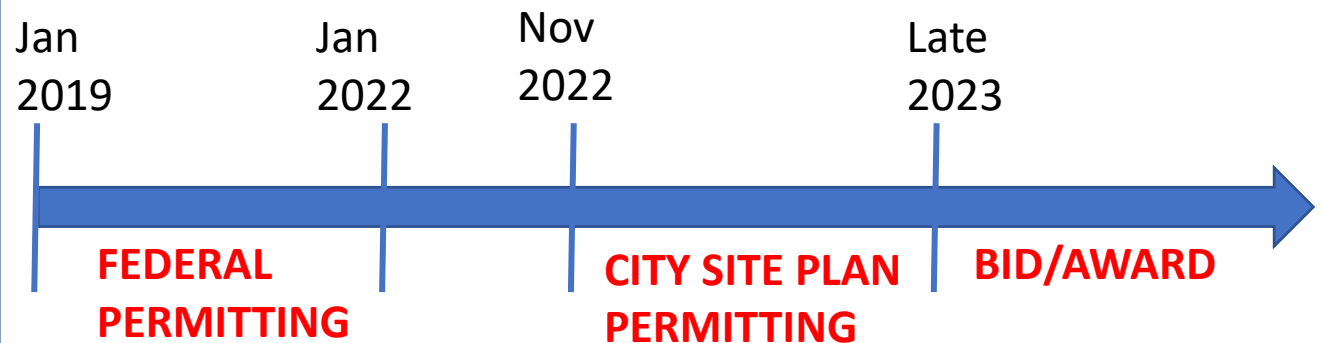 Jan
2019
Jan
2022
Nov
2022
Late
2023
FEDERAL
PERMITTING
CITY SITE PLAN
PERMITTING
BID/AWARD